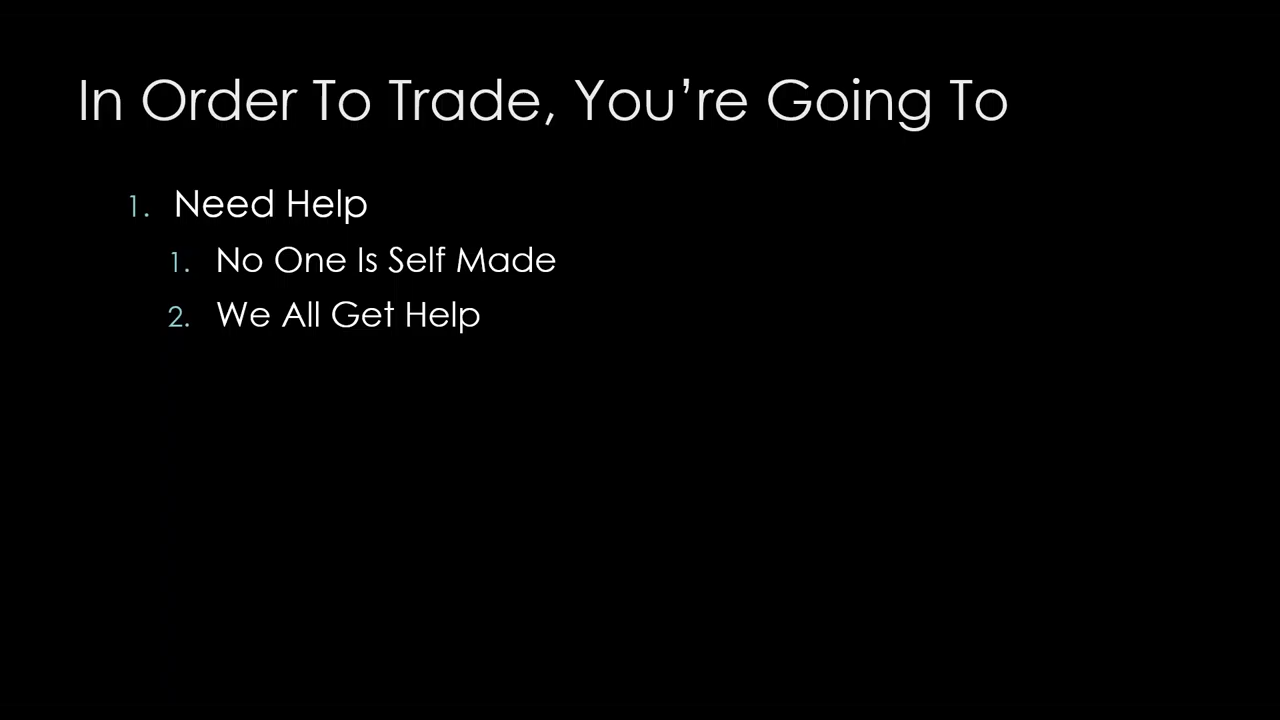 In Order To Trade, You’re Going To
1. Need Help
1. No One Is Self Made
2. We All Get Help